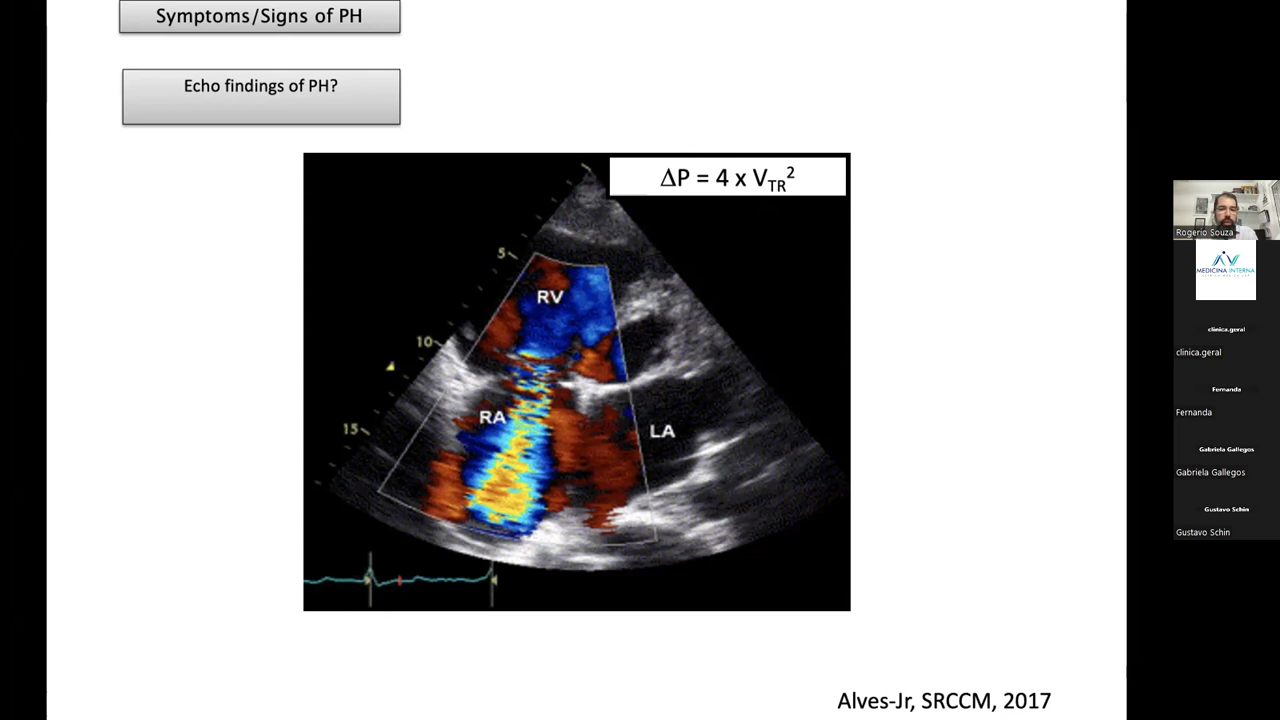 Symptoms/Signs of PH
Echo findings of PH?
ΔP = 4 x V_TR²
5
RV
10
RA
15
LA
Alves-Jr, SRCCM, 2017
Rogerio Souza
MEDICINA INTERNA
clinica.geral
clinica.geral
Fernanda
Fernanda
Gabriela Gallegos
Gabriela Gallegos
Gustavo Schin
Gustavo Schin